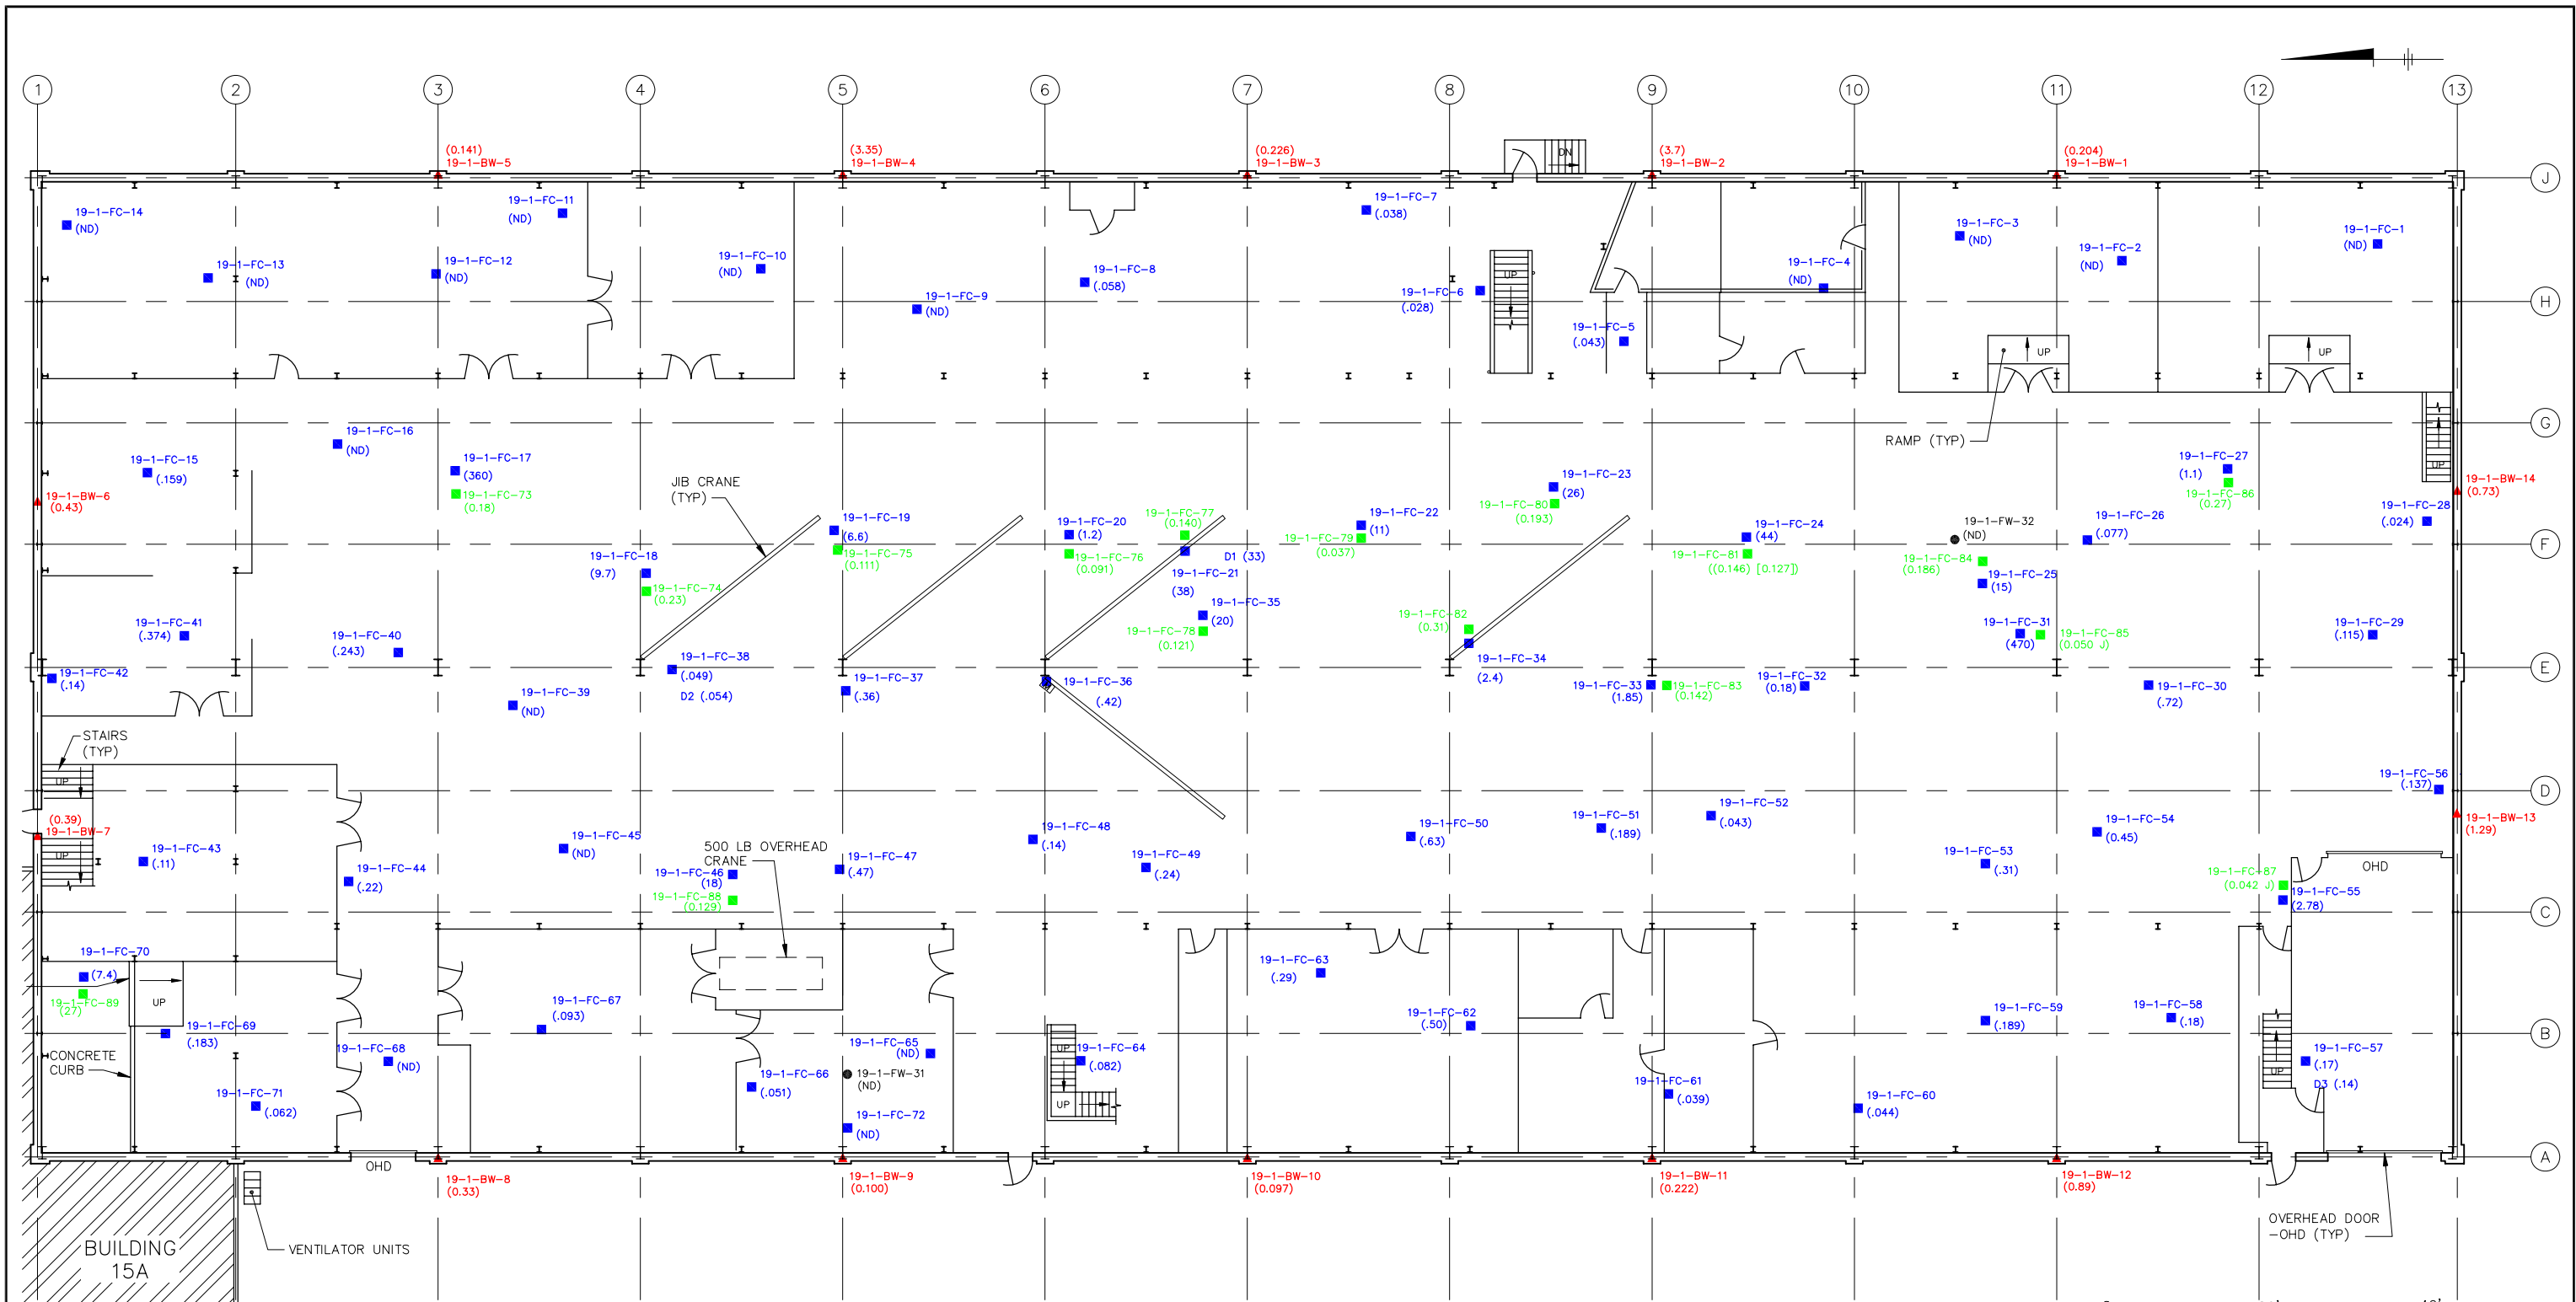 1 2 3 4 5 6 7 8 9 10 11 12 13
(0.141)
19-1-BW-5
(3.35)
19-1-BW-4
(0.226)
19-1-BW-3
(3.7)
19-1-BW-2
(0.204)
19-1-BW-1
DN
J
19-1-FC-14
(ND)
19-1-FC-13
(ND)
19-1-FC-12
(ND)
19-1-FC-11
(ND)
19-1-FC-10
(ND)
19-1-FC-9
(ND)
19-1-FC-8
(.058)
19-1-FC-7
(.038)
19-1-FC-6
(.028)
UP
19-1-FC-5
(.043)
19-1-FC-4
(ND)
19-1-FC-3
(ND)
19-1-FC-2
(ND)
19-1-FC-1
(ND)
H
UP
UP
RAMP (TYP)
G
UP
19-1-FC-15
(.159)
19-1-FC-16
(ND)
19-1-FC-17
(360)
19-1-FC-73
(0.18)
19-1-BW-6
(0.43)
JIB CRANE
(TYP)
19-1-FC-18
(9.7)
19-1-FC-74
(0.23)
19-1-FC-19
(6.6)
19-1-FC-75
(0.111)
19-1-FC-20
(1.2)
19-1-FC-76
(0.091)
19-1-FC-77
(0.140)
D1 (33)
19-1-FC-21
(38)
19-1-FC-35
(20)
19-1-FC-78
(0.121)
19-1-FC-22
(11)
19-1-FC-79
(0.037)
19-1-FC-23
(26)
19-1-FC-80
(0.193)
19-1-FC-24
(44)
19-1-FC-81
((0.146) [0.127])
19-1-FW-32
(ND)
19-1-FC-84
(0.186)
19-1-FC-25
(15)
19-1-FC-26
(.077)
19-1-FC-27
(1.1)
19-1-FC-86
(0.27)
19-1-BW-14
(0.73)
19-1-FC-28
(.024)
F
19-1-FC-82
(0.31)
19-1-FC-34
(2.4)
19-1-FC-31
(470)
19-1-FC-85
(0.050 J)
19-1-FC-29
(.115)
19-1-FC-41
(.374)
19-1-FC-40
(.243)
19-1-FC-42
(.14)
19-1-FC-39
(ND)
19-1-FC-38
(.049)
D2 (.054)
19-1-FC-37
(.36)
19-1-FC-36
(.42)
19-1-FC-33
(1.85)
19-1-FC-83
(0.142)
19-1-FC-32
(0.18)
19-1-FC-30
(.72)
E
STAIRS
(TYP)
UP
(0.39)
19-1-BW-7
UP
19-1-FC-43
(.11)
19-1-FC-44
(.22)
19-1-FC-45
(ND)
500 LB OVERHEAD
CRANE
19-1-FC-46
(18)
19-1-FC-88
(0.129)
19-1-FC-47
(.47)
19-1-FC-48
(.14)
19-1-FC-49
(.24)
19-1-FC-50
(.63)
19-1-FC-51
(.189)
19-1-FC-52
(.043)
19-1-FC-53
(.31)
19-1-FC-54
(0.45)
19-1-FC-56
(.137)
D
19-1-BW-13
(1.29)
OHD
19-1-FC-87
(0.042 J)
19-1-FC-55
(2.78)
C
19-1-FC-70
(7.4)
19-1-FC-89
(27)
UP
19-1-FC-69
(.183)
CONCRETE
CURB
19-1-FC-71
(.062)
19-1-FC-68
(ND)
19-1-FC-67
(.093)
19-1-FC-66
(.051)
19-1-FC-65
(ND)
19-1-FW-31
(ND)
19-1-FC-72
(ND)
UP
19-1-FC-64
(.082)
UP
19-1-FC-63
(.29)
19-1-FC-62
(.50)
19-1-FC-61
(.039)
19-1-FC-60
(.044)
19-1-FC-59
(.189)
19-1-FC-58
(.18)
UP
19-1-FC-57
(.17)
D3 (.14)
B
A
OHD
19-1-BW-8
(0.33)
19-1-BW-9
(0.100)
19-1-BW-10
(0.097)
19-1-BW-11
(0.222)
19-1-BW-12
(0.89)
OVERHEAD DOOR
-OHD (TYP)
VENTILATOR UNITS
BUILDING
15A